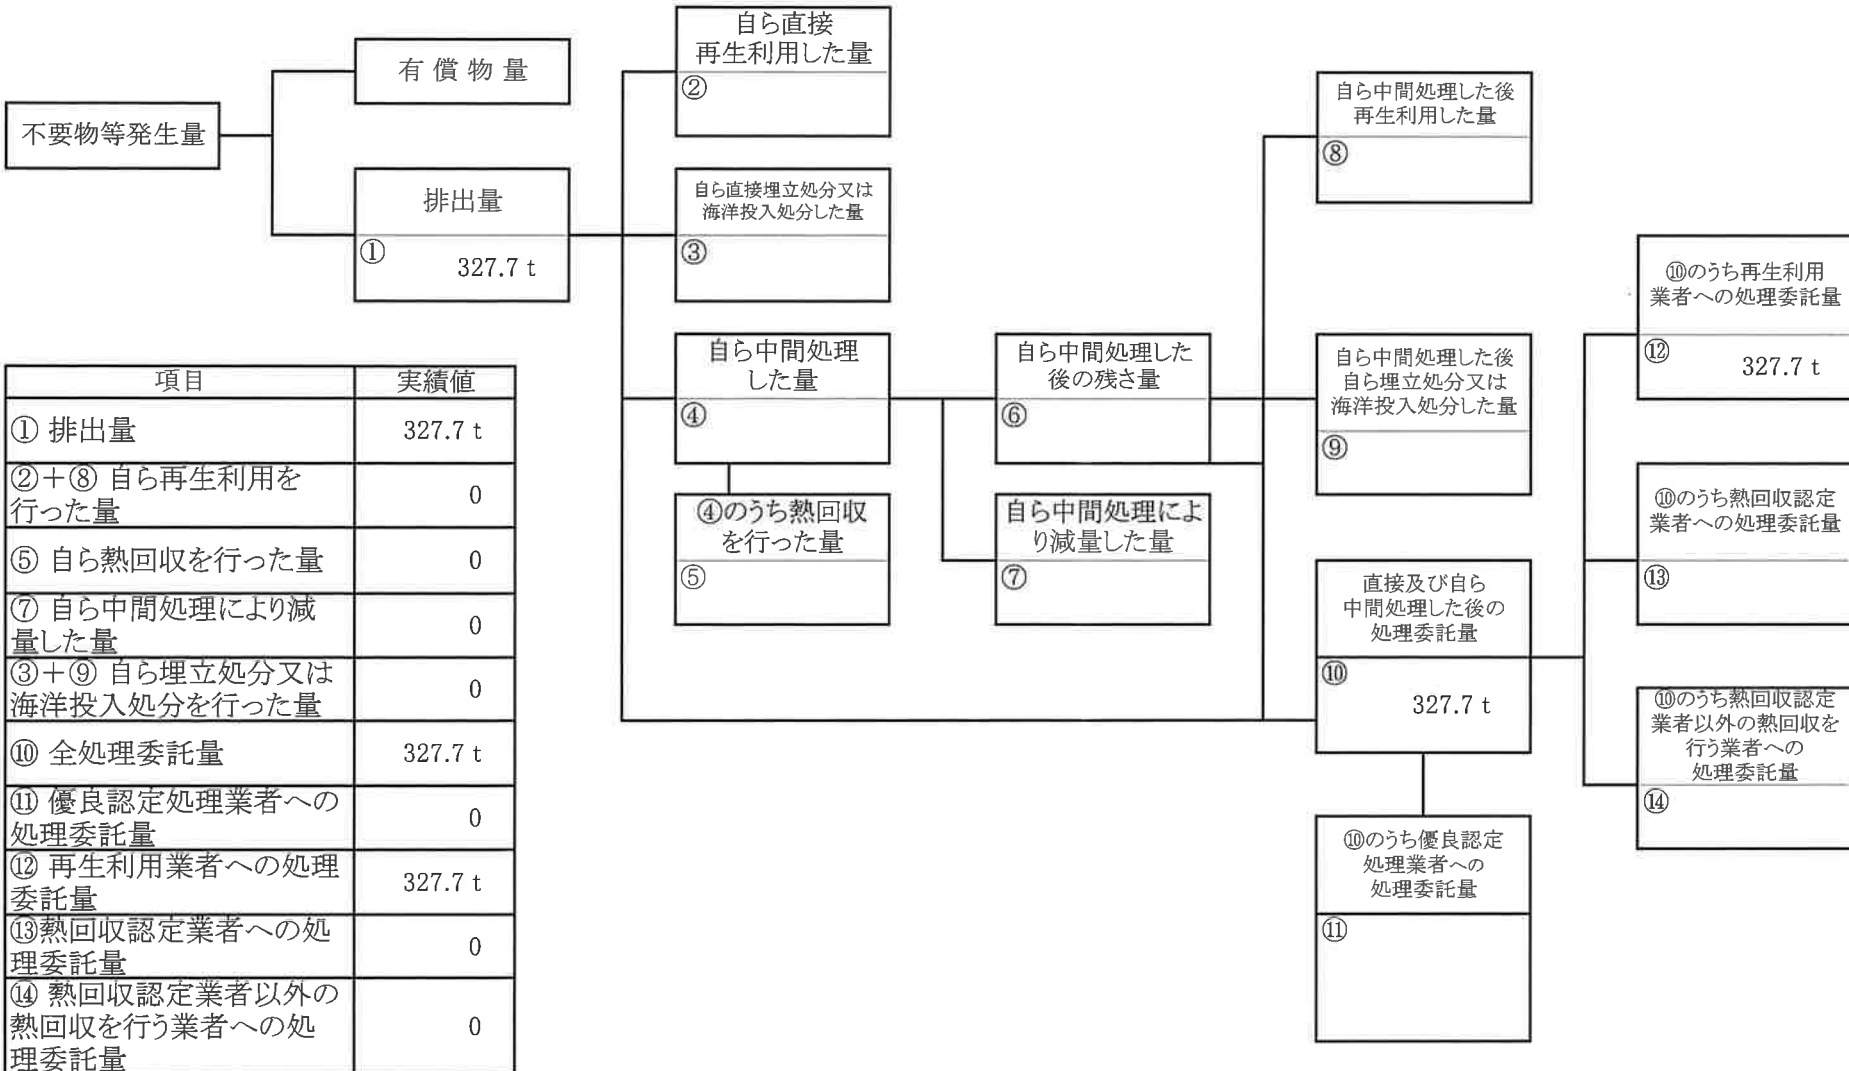 不要物等発生量
有償物量
排出量
①
327.7 t
自ら直接
再生利用した量
②
自ら直接埋立処分又は
海洋投入処分した量
③
自ら中間処理
した量
④
④のうち熱回収
を行った量
⑤
自ら中間処理した
後の残さ量
⑥
自ら中間処理によ
り減量した量
⑦
自ら中間処理した後
再生利用した量
⑧
自ら中間処理した後
自ら埋立処分又は
海洋投入処分した量
⑨
直接及び自ら
中間処理した後の
処理委託量
⑩
327.7 t
⑩のうち優良認定
処理業者への
処理委託量
⑪
⑩のうち再生利用
業者への処理委託量
⑫
327.7 t
⑩のうち熱回収認定
業者への処理委託量
⑬
⑩のうち熱回収認定
業者以外の熱回収を
行う業者への
処理委託量
⑭
項目 実績値
① 排出量 327.7 t
②＋⑧ 自ら再生利用を
行った量 0
⑤ 自ら熱回収を行った量 0
⑦ 自ら中間処理により減
量した量 0
③＋⑨ 自ら埋立処分又は
海洋投入処分を行った量 0
⑩ 全処理委託量 327.7 t
⑪ 優良認定処理業者への
処理委託量 0
⑫ 再生利用業者への処理
委託量 327.7 t
⑬熱回収認定業者への処
理委託量 0
⑭ 熱回収認定業者以外の
熱回収を行う業者への処
理委託量 0